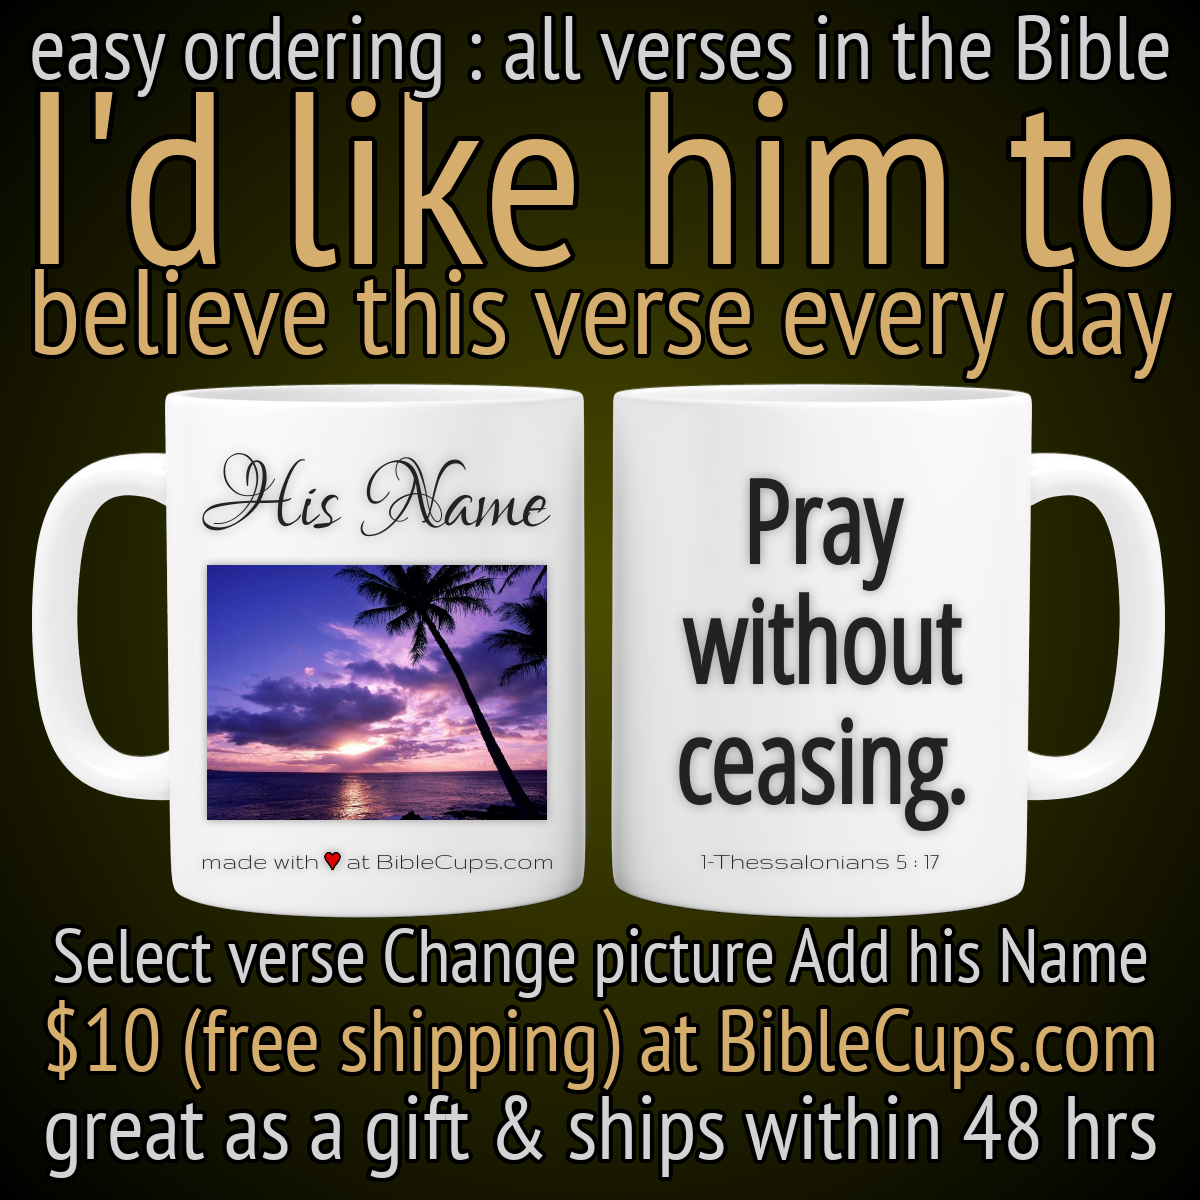 easy ordering : all verses in the Bible
I'd like him to
believe this verse every day
His Name
made with ♥ at BibleCups.com
Pray
without
ceasing.
1-Thessalonians 5 : 17
Select verse Change picture Add his Name
$10 (free shipping) at BibleCups.com
great as a gift & ships within 48 hrs